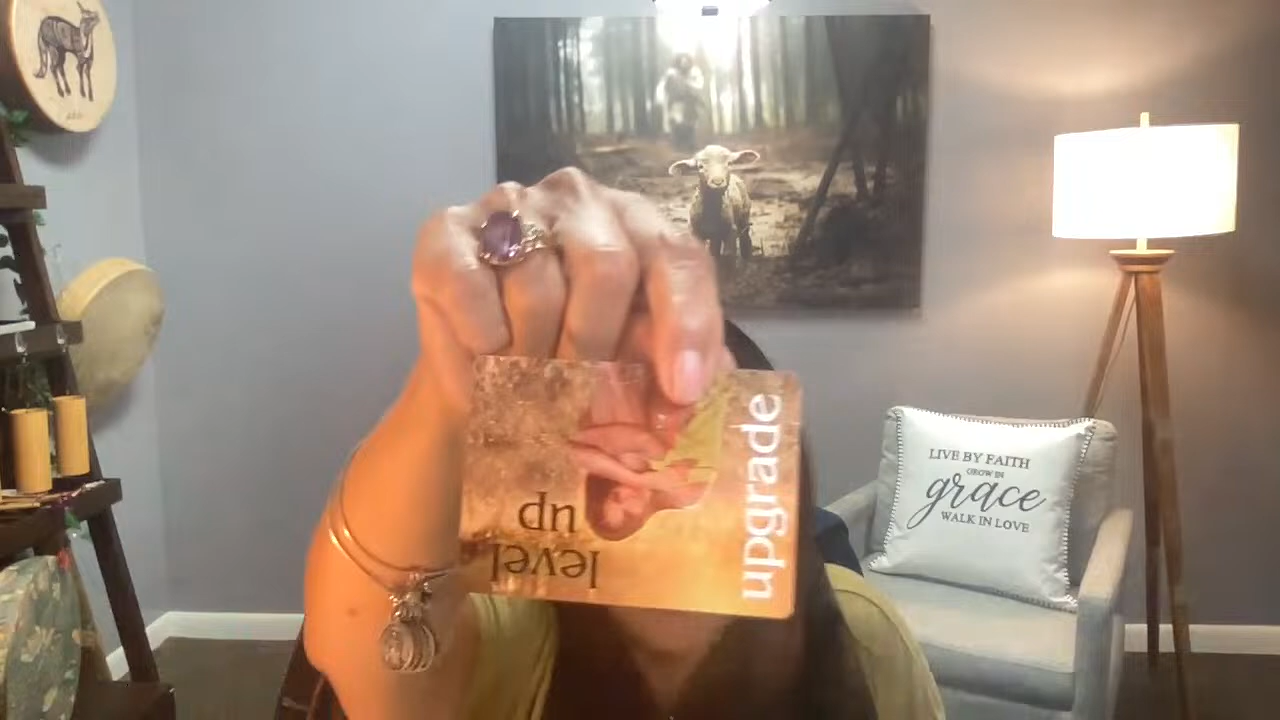 level
up
upgrade
LIVE BY FAITH
GROW IN
grace
WALK IN LOVE